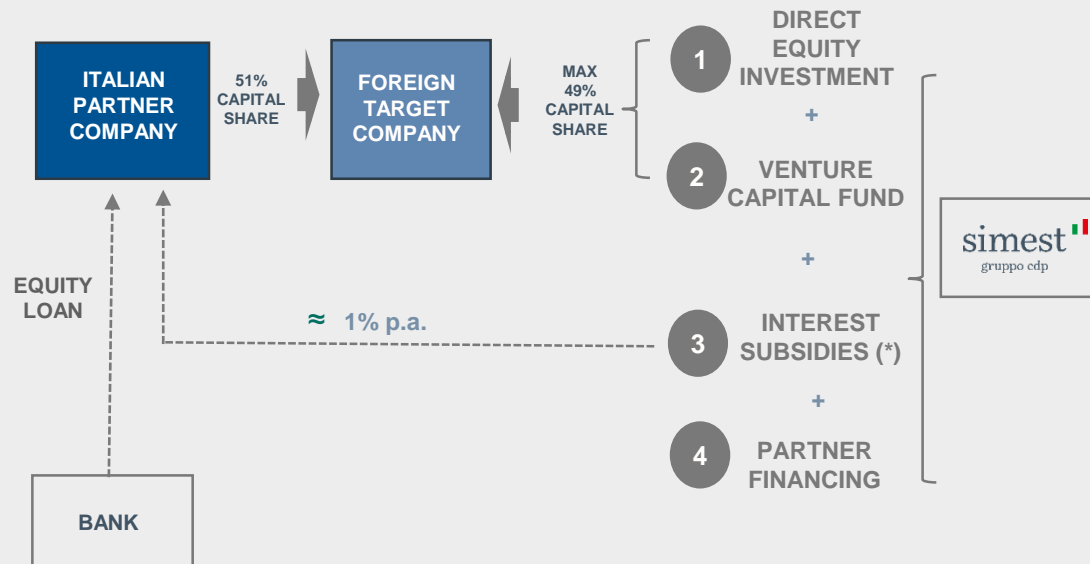 ITALIAN
PARTNER
COMPANY
51%
CAPITAL
SHARE
FOREIGN
TARGET
COMPANY
MAX
49%
CAPITAL
SHARE
1
DIRECT
EQUITY
INVESTMENT
+
2
VENTURE
CAPITAL FUND
+
simest
gruppo cdp
EQUITY
LOAN
≈ 1% p.a.
3
INTEREST
SUBSIDIES (*)
+
4
PARTNER
FINANCING
BANK